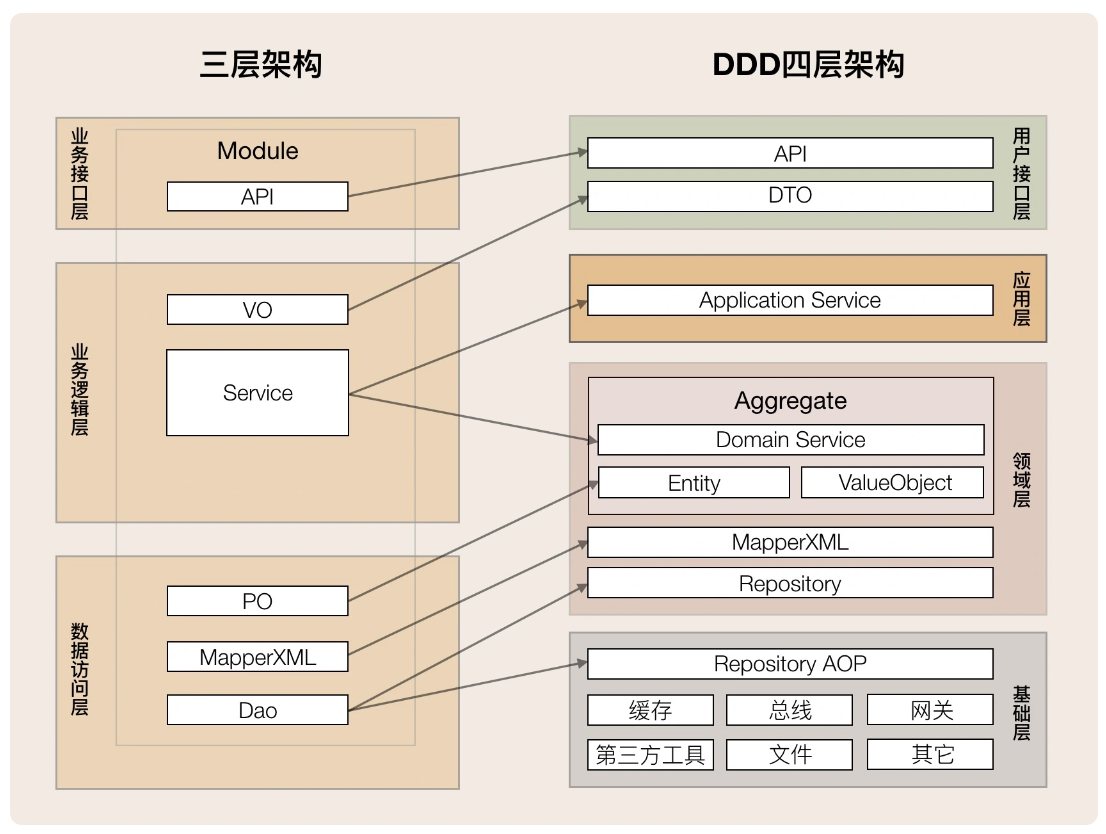 三层架构
业务接口层
Module
API
业务逻辑层
VO
Service
数据访问层
PO
MapperXML
Dao
DDD四层架构
API
DTO
用户接口层
Application Service
应用层
Aggregate
Domain Service
Entity
ValueObject
MapperXML
Repository
领域层
Repository AOP
缓存
总线
网关
第三方工具
文件
其它
基础层